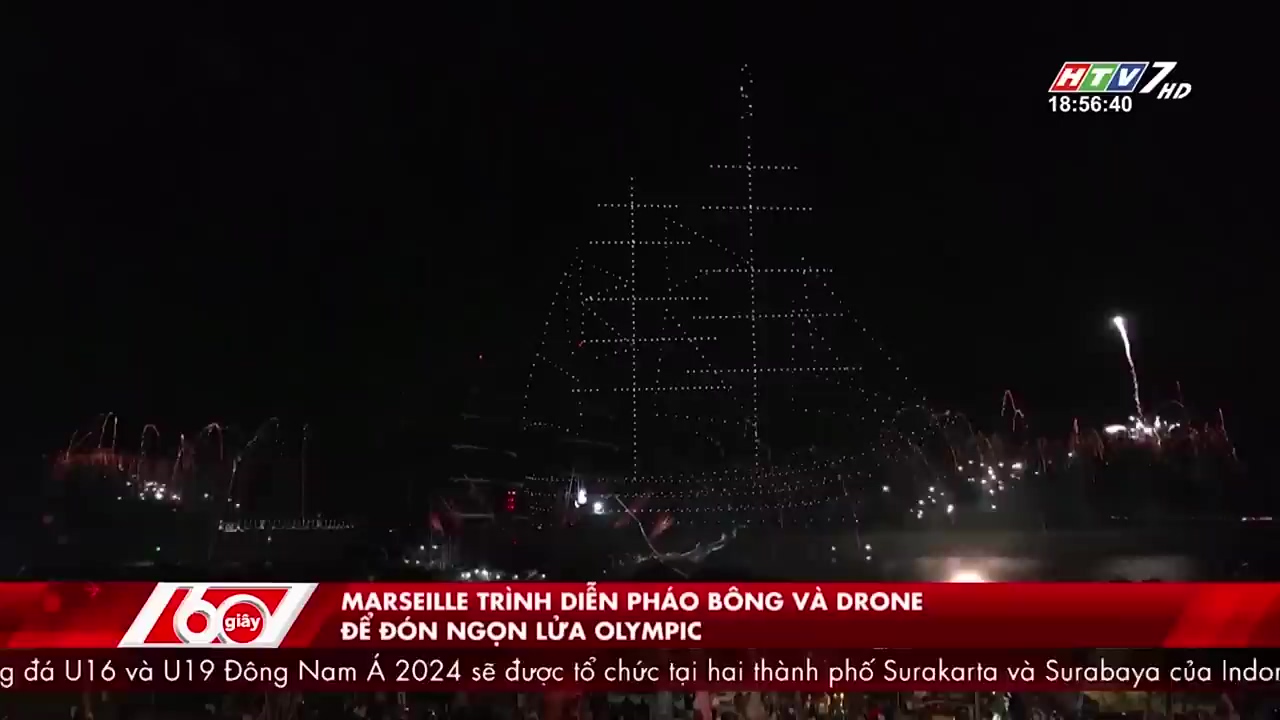 HTV7 HD
18:56:40
60 giây
MARSEILLE TRÌNH DIỄN PHÁO BÔNG VÀ DRONE
ĐỂ ĐÓN NGỌN LỬA OLYMPIC
g đá U16 và U19 Đông Nam Á 2024 sẽ được tổ chức tại hai thành phố Surakarta và Surabaya của Indon